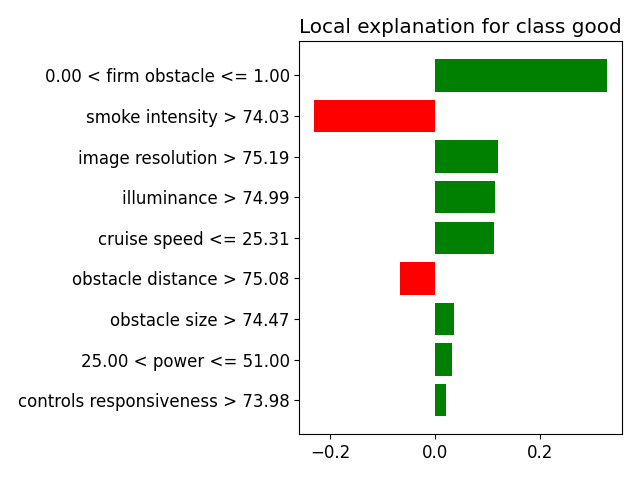 Local explanation for class good
0.00 < firm obstacle <= 1.00
smoke intensity > 74.03
image resolution > 75.19
illuminance > 74.99
cruise speed <= 25.31
obstacle distance > 75.08
obstacle size > 74.47
25.00 < power <= 51.00
controls responsiveness > 73.98
−0.2 0.0 0.2